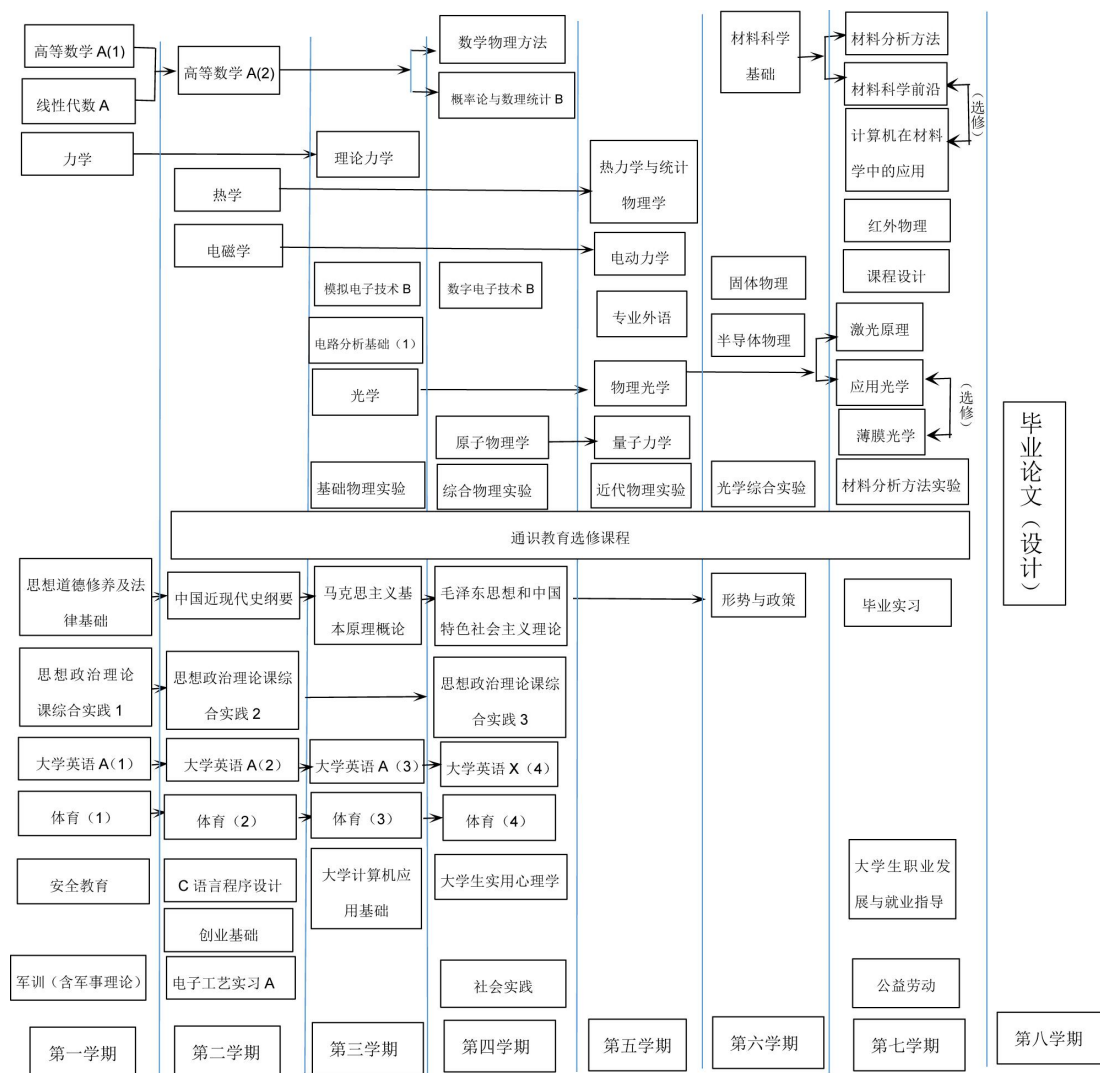 高等数学 A(1)
线性代数 A
高等数学 A(2)
数学物理方法
概率论与数理统计 B
材料科学
基础
材料分析方法
材料科学前沿
计算机在材料
学中的应用
（选修）
力学
理论力学
热学
热力学与统计
物理学
红外物理
电磁学
电动力学
课程设计
模拟电子技术 B
数字电子技术 B
固体物理
专业外语
电路分析基础（1）
半导体物理
激光原理
光学
物理光学
应用光学
（选修）
薄膜光学
原子物理学
量子力学
基础物理实验
综合物理实验
近代物理实验
光学综合实验
材料分析方法实验
毕业论文（设计）
通识教育选修课程
思想道德修养及法
律基础
中国近现代史纲要
马克思主义基
本原理概论
毛泽东思想和中国
特色社会主义理论
形势与政策
毕业实习
思想政治理论
课综合实践 1
思想政治理论课综
合实践 2
思想政治理论课综
合实践 3
大学英语 A(1）
大学英语 A(2）
大学英语 A（3）
大学英语 X（4）
体育（1）
体育（2）
体育（3）
体育（4）
安全教育
C 语言程序设计
大学计算机应
用基础
大学生实用心理学
大学生职业发
展与就业指导
创业基础
军训（含军事理论）
电子工艺实习 A
社会实践
公益劳动
第一学期
第二学期
第三学期
第四学期
第五学期
第六学期
第七学期
第八学期